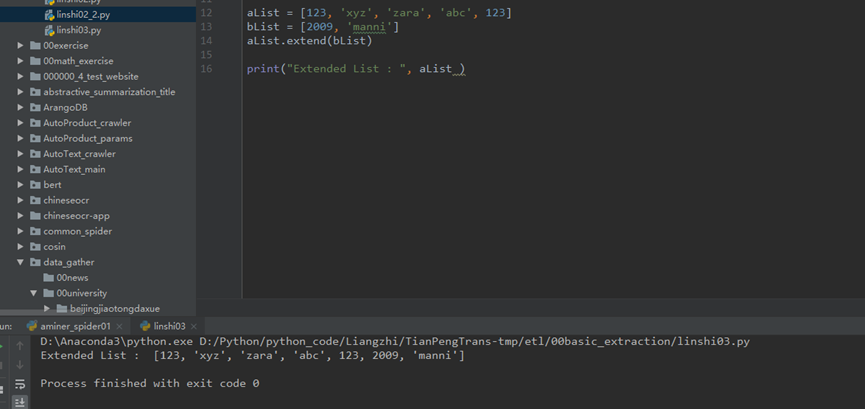 linshi02_2.py
linshi03.py
00exercise
00math_exercise
000000_4_test_website
abstractive_summarization_title
ArangoDB
AutoProduct_crawler
AutoProduct_params
AutoText_crawler
AutoText_main
bert
chineseocr
chineseocr-app
common_spider
cosin
data_gather
00news
00university
beijingjiaotongdaxue
12 aList = [123, 'xyz', 'zara', 'abc', 123]
13 bList = [2009, 'manni']
14 aList.extend(bList)
15
16 print("Extended List : ", aList )
un: aminer_spider01 × linshi03 ×
D:\Anaconda3\python.exe D:/Python/python_code/Liangzhi/TianPengTrans-tmp/etl/00basic_extraction/linshi03.py
Extended List :  [123, 'xyz', 'zara', 'abc', 123, 2009, 'manni']
Process finished with exit code 0